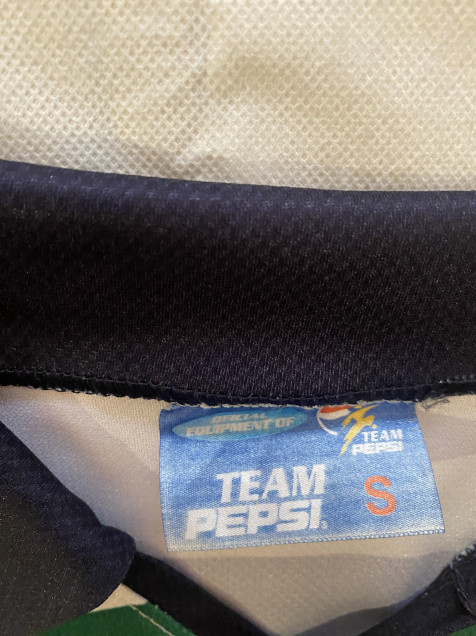 OFFICIAL
EQUIPMENT OF
TEAM
PEPSI
TEAM
PEPSI®
S